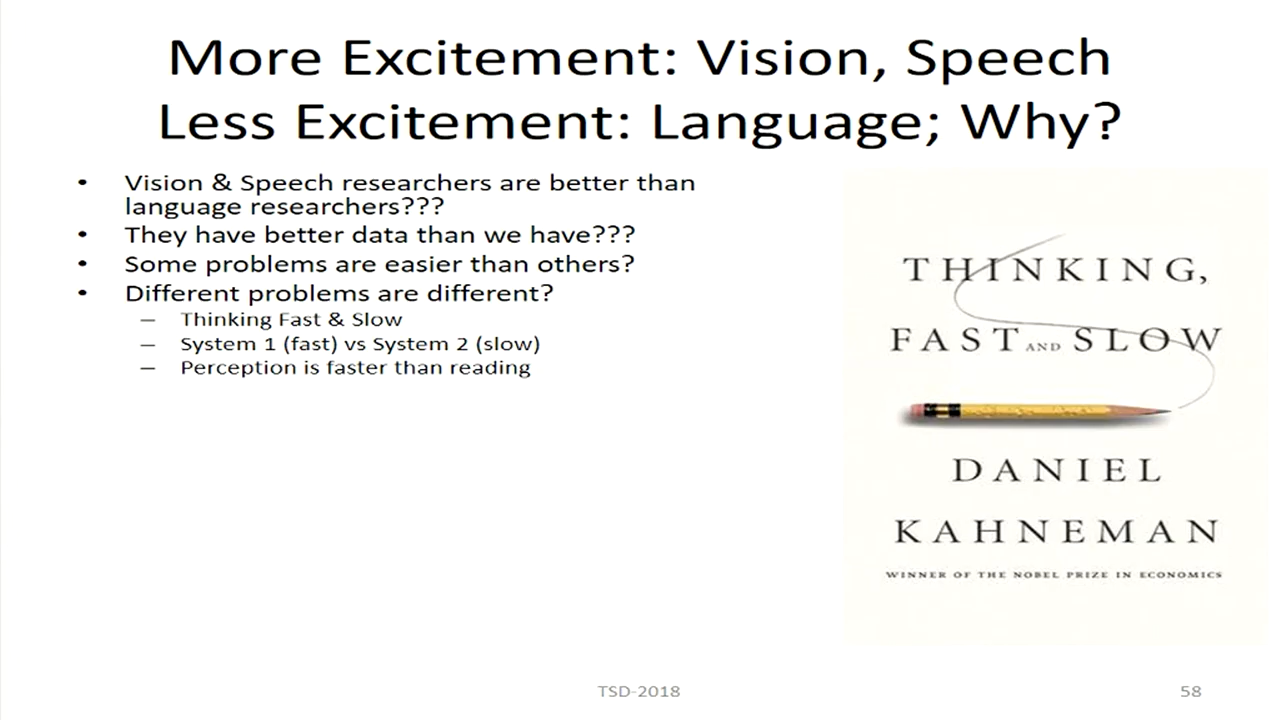 More Excitement: Vision, Speech
Less Excitement: Language; Why?
• Vision & Speech researchers are better than
language researchers???
• They have better data than we have???
• Some problems are easier than others?
• Different problems are different?
– Thinking Fast & Slow
– System 1 (fast) vs System 2 (slow)
– Perception is faster than reading
THINKING,
FAST AND SLOW
DANIEL
KAHNEMAN
WINNER OF THE NOBEL PRIZE IN ECONOMICS
TSD-2018
58